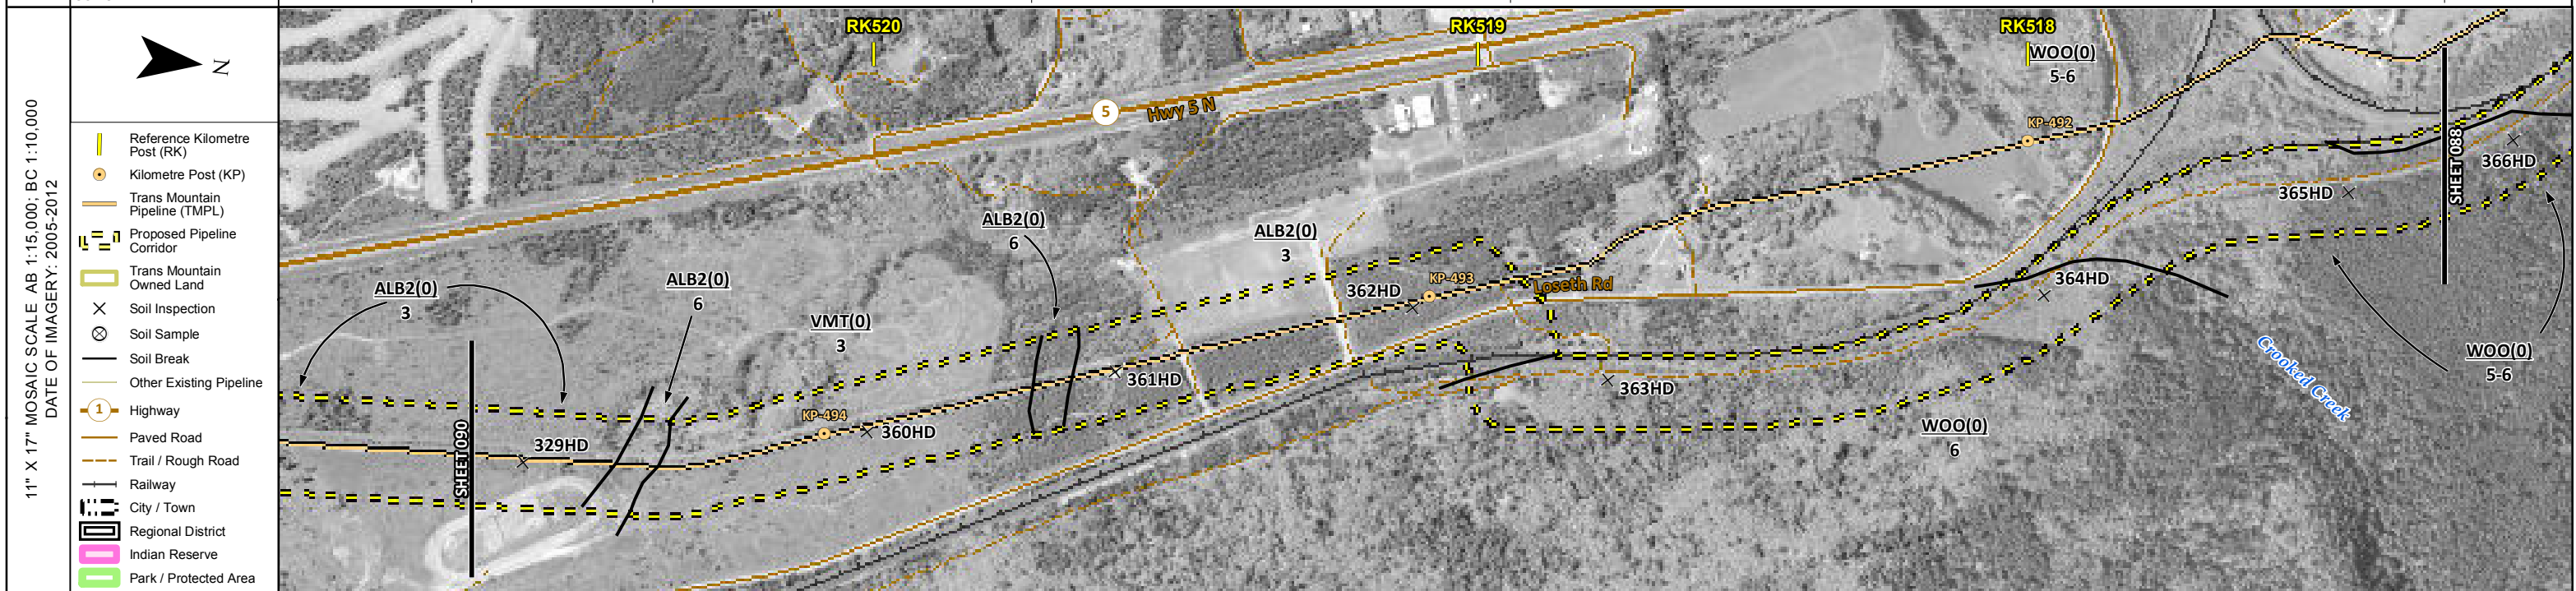 11" X 17" MOSAIC SCALE AB 1:15,000; BC 1:10,000
DATE OF IMAGERY: 2005-2012
N
Reference Kilometre
Post (RK)
Kilometre Post (KP)
Trans Mountain
Pipeline (TMPL)
Proposed Pipeline
Corridor
Trans Mountain
Owned Land
Soil Inspection
Soil Sample
Soil Break
Other Existing Pipeline
1 Highway
Paved Road
Trail / Rough Road
Railway
City / Town
Regional District
Indian Reserve
Park / Protected Area
RK520
RK519
RK518
WOO(0)
5-6
5
Hwy 5 N
KP-492
SHEET 088
366HD
365HD
ALB2(0)
6
ALB2(0)
3
ALB2(0)
3
ALB2(0)
6
VMT(0)
3
362HD
KP-493
Loseth Rd
364HD
Crooked Creek
WOO(0)
5-6
361HD
363HD
KP-494
360HD
WOO(0)
6
329HD
SHEET 090